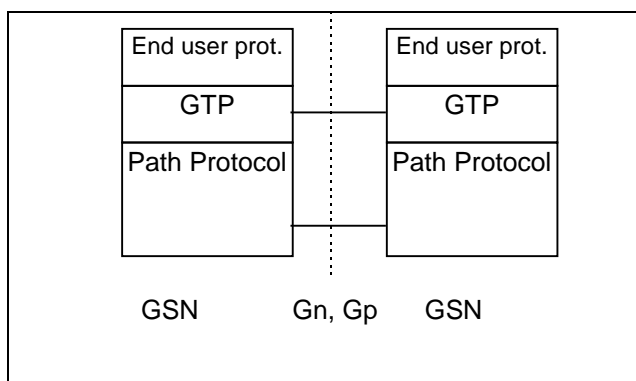 End user prot. End user prot.
GTP GTP
Path Protocol Path Protocol
GSN Gn, Gp GSN